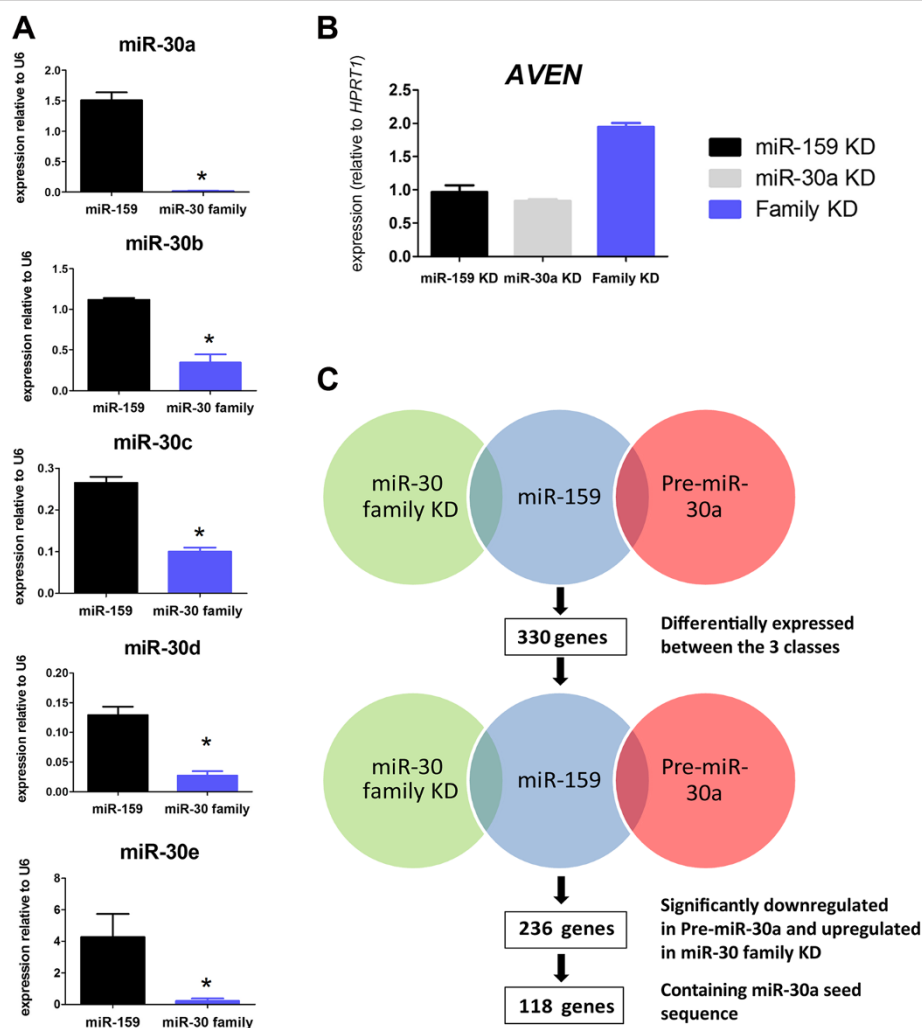 A
miR-30a
expression relative to U6
2.0
1.5
1.0
0.5
0.0
*
miR-159
miR-30 family
miR-30b
expression relative to U6
1.5
1.0
0.5
0.0
*
miR-159
miR-30 family
miR-30c
expression relative to U6
0.3
0.2
0.1
0.0
*
miR-159
miR-30 family
miR-30d
expression relative to U6
0.20
0.15
0.10
0.05
0.00
*
miR-159
miR-30 family
miR-30e
expression relative to U6
8
6
4
2
0
*
miR-159
miR-30 family
B
AVEN
expression (relative to HPRT1)
2.5
2.0
1.5
1.0
0.5
0.0
miR-159 KD
miR-30a KD
Family KD
miR-159 KD
miR-30a KD
Family KD
C
miR-30
family KD
miR-159
Pre-miR-
30a
330 genes
Differentially expressed
between the 3 classes
miR-30
family KD
miR-159
Pre-miR-
30a
236 genes
Significantly downregulated
in Pre-miR-30a and upregulated
in miR-30 family KD
118 genes
Containing miR-30a seed
sequence